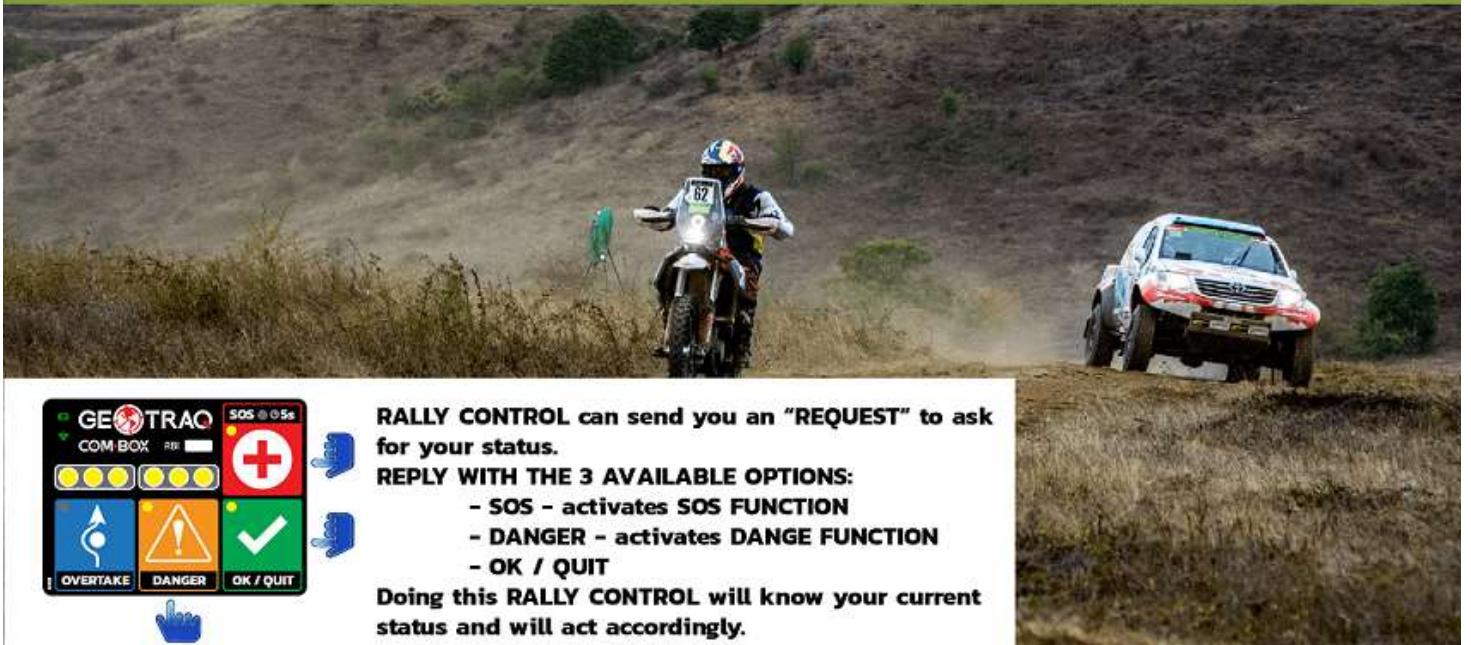 62
GEOTRAQ
SOS 5s
COM·BOX RBI
OVERTAKE DANGER OK / QUIT
RALLY CONTROL can send you an “REQUEST” to ask
for your status.
REPLY WITH THE 3 AVAILABLE OPTIONS:
- SOS - activates SOS FUNCTION
- DANGER - activates DANGE FUNCTION
- OK / QUIT
Doing this RALLY CONTROL will know your current
status and will act accordingly.